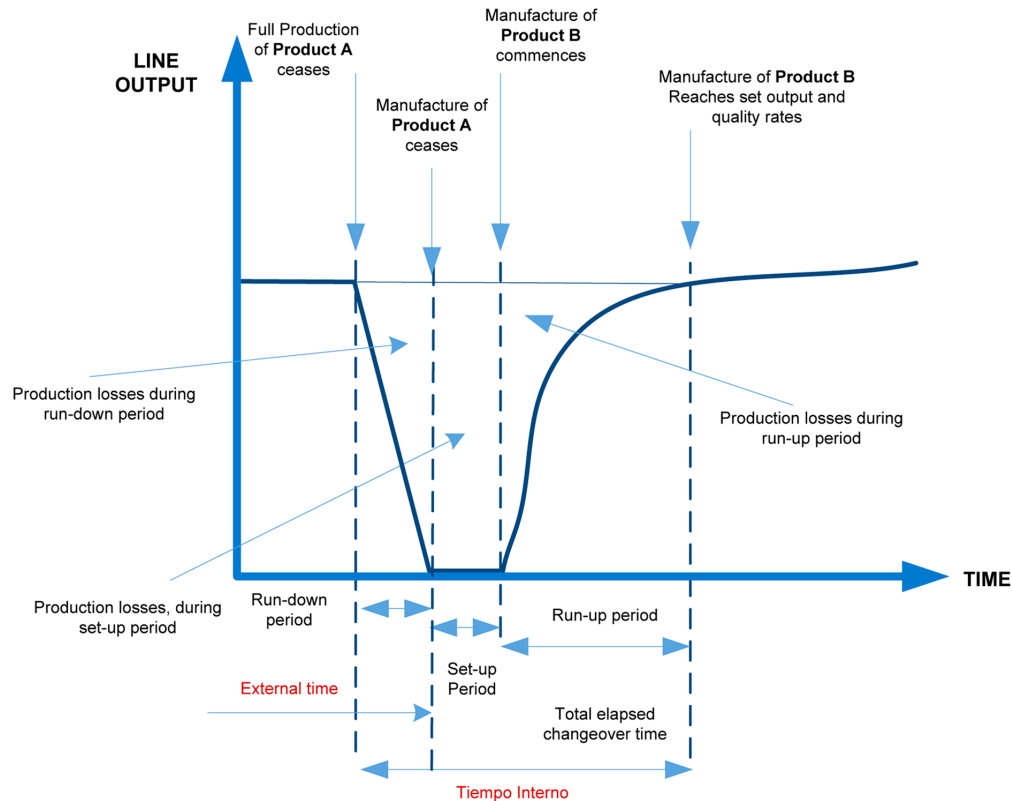 LINE
OUTPUT
Full Production
of Product A
ceases
Manufacture of
Product A
ceases
Manufacture of
Product B
commences
Manufacture of Product B
Reaches set output and
quality rates
Production losses during
run-down period
Production losses during
run-up period
Production losses, during
set-up period
TIME
Run-down
period
Set-up
Period
Run-up period
External time
Total elapsed
changeover time
Tiempo Interno